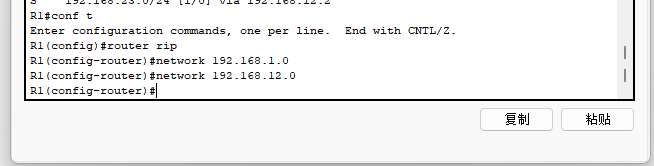 S    192.168.23.0/24 [1/0] via 192.168.12.2
R1#conf t
Enter configuration commands, one per line.  End with CNTL/Z.
R1(config)#router rip
R1(config-router)#network 192.168.1.0
R1(config-router)#network 192.168.12.0
R1(config-router)#
复制 粘贴